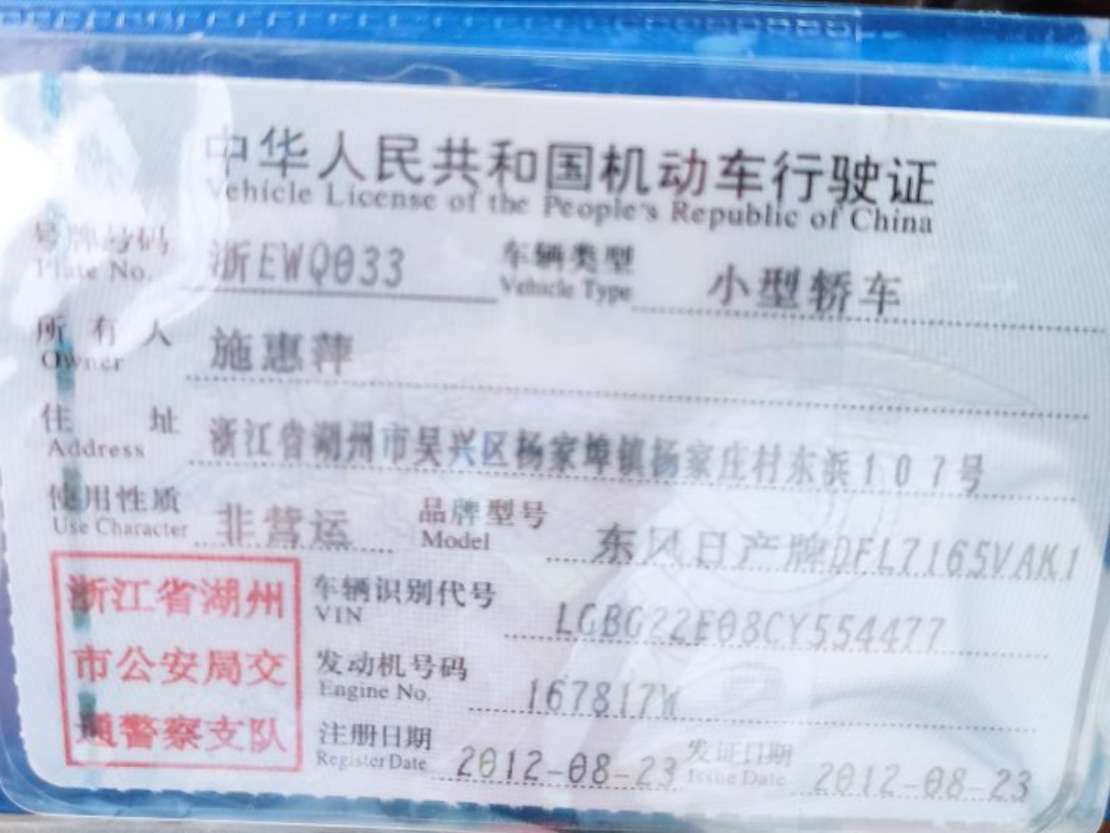 中华人民共和国机动车行驶证
Vehicle License of the People's Republic of China
号牌号码 浙EWQ033 车辆类型 小型轿车
Plate No. Vehicle Type
所有人 施惠萍
Owner
住址 浙江省湖州市吴兴区杨家埠镇杨家庄村东浜107号
Address
使用性质 非营运 品牌型号 东风日产牌DFL7165VAK1
Use Character Model
浙江省湖州
市公安局交
通警察支队
车辆识别代号 LGBG22E08CY554477
VIN
发动机号码 167817W
Engine No.
注册日期 2012-08-23 发证日期 2012-08-23
Register Date Issue Date